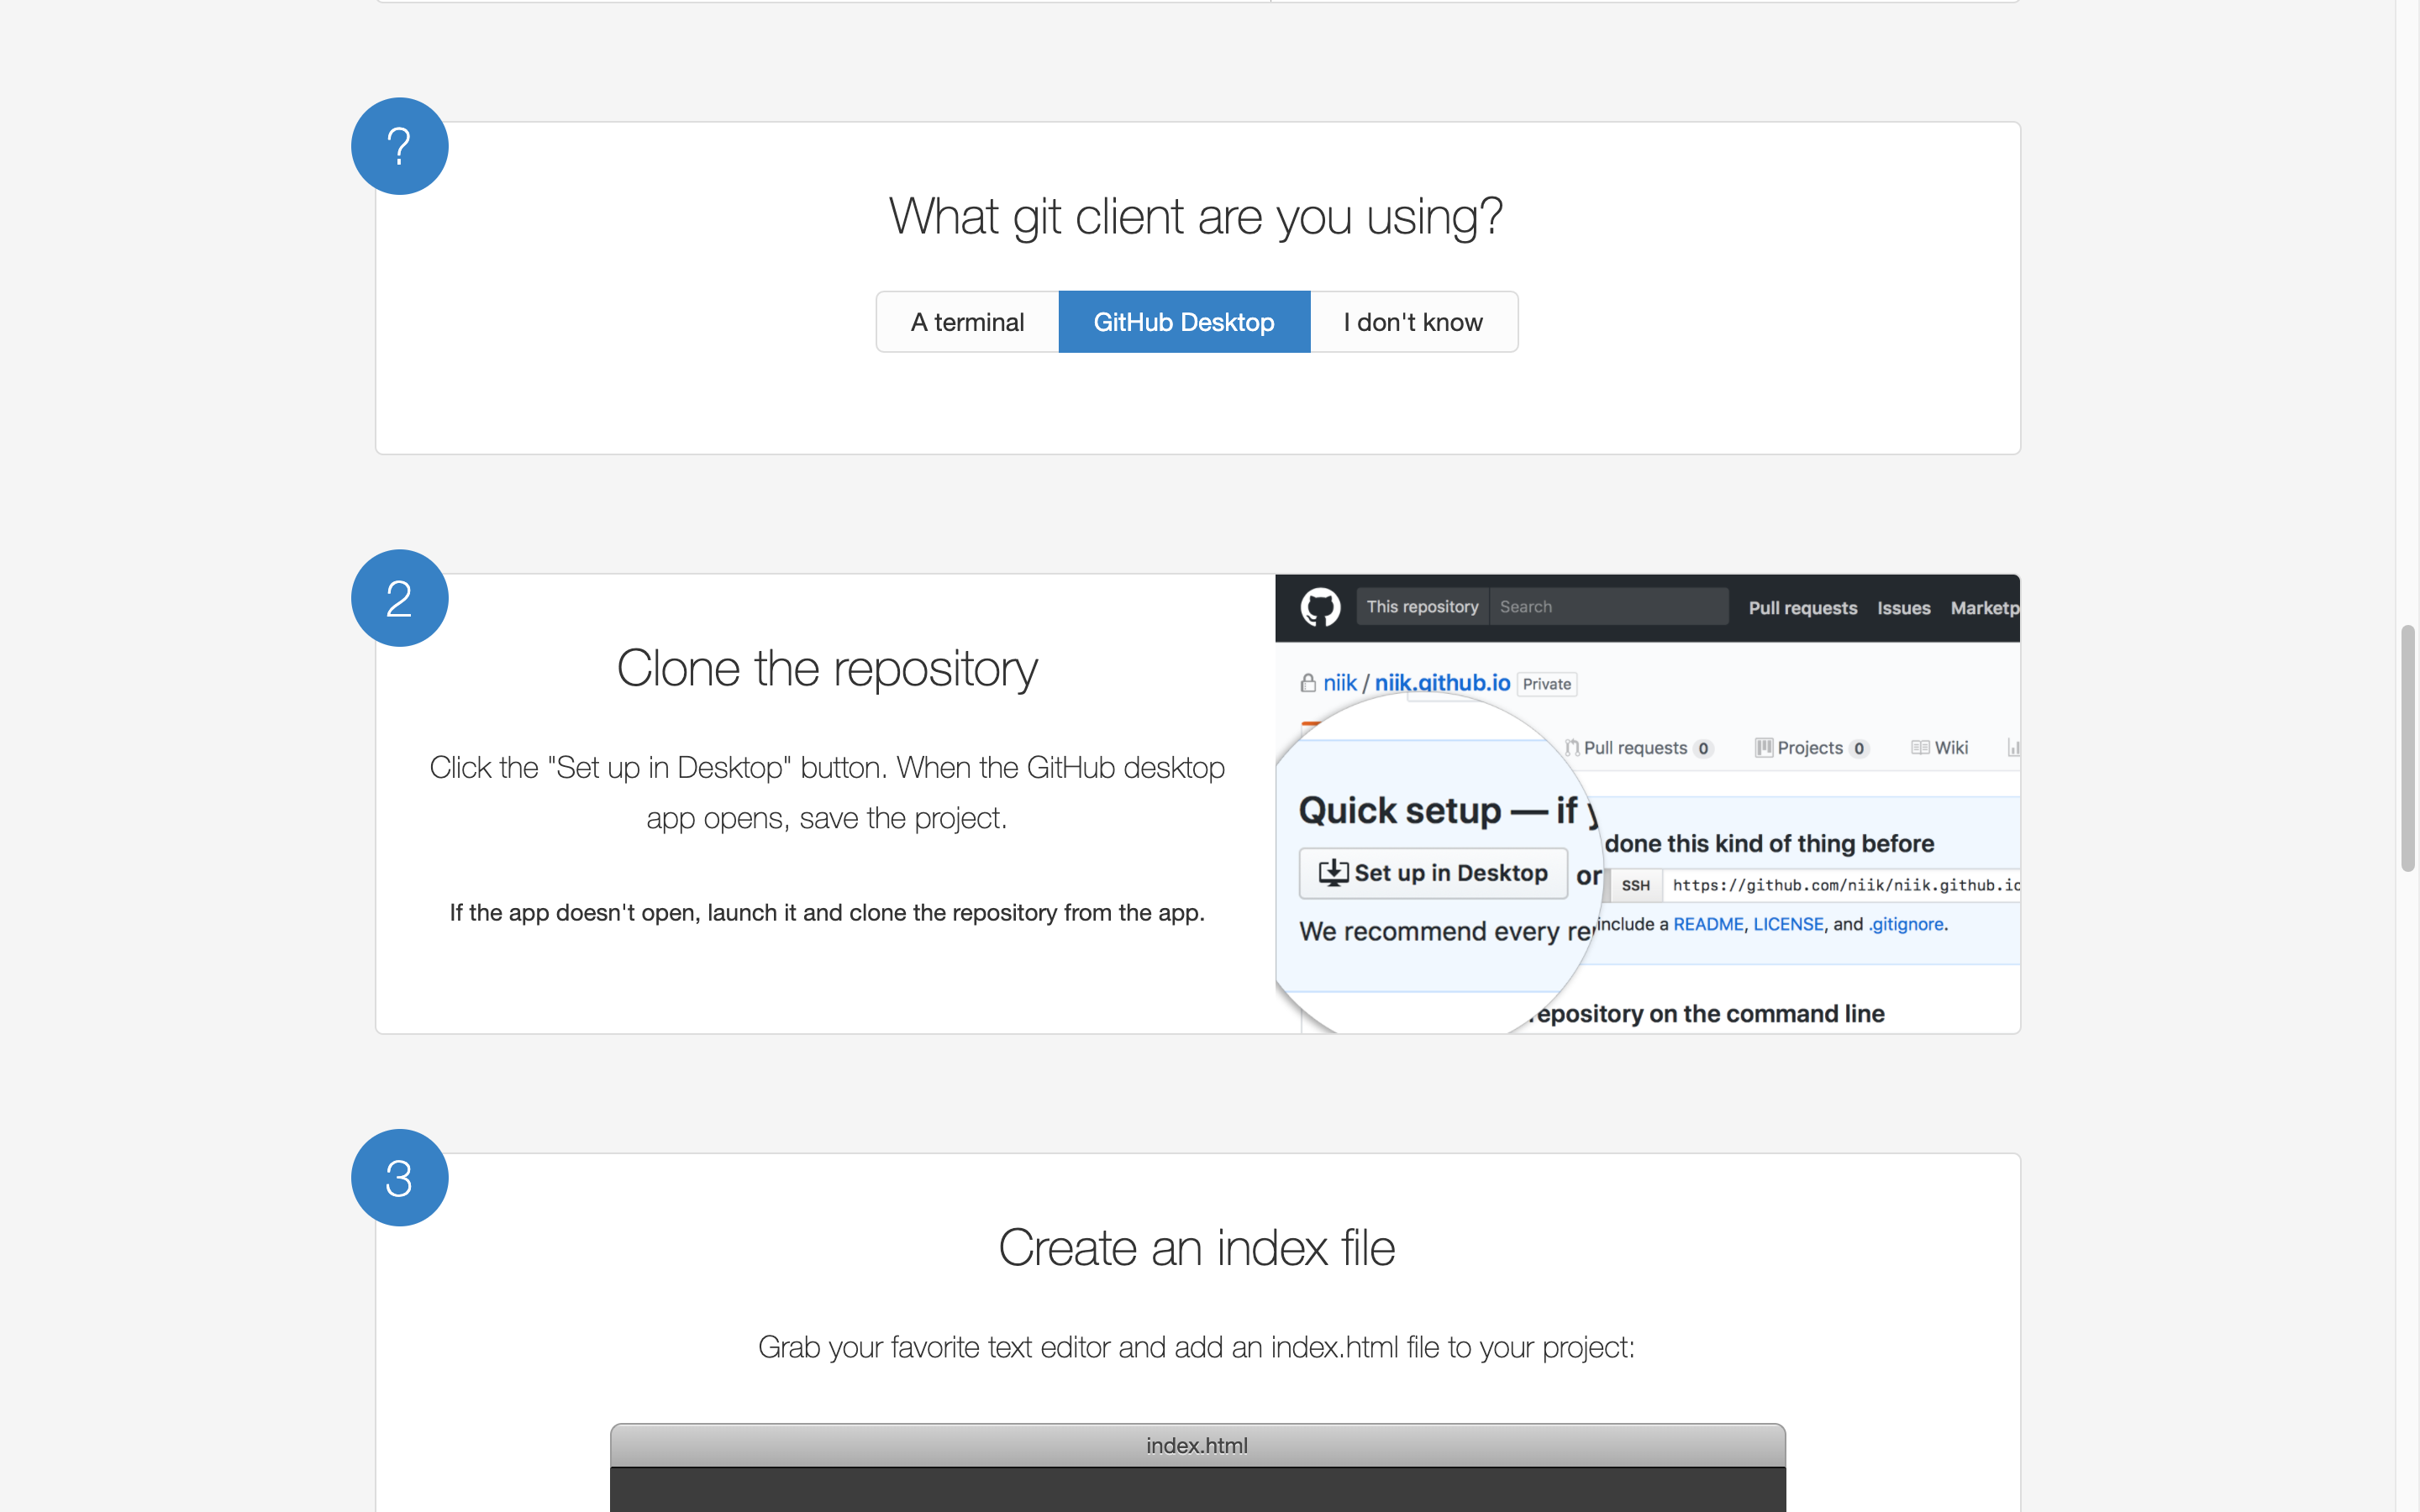 ?
What git client are you using?
A terminal
GitHub Desktop
I don't know
2
Clone the repository
Click the "Set up in Desktop" button. When the GitHub desktop
app opens, save the project.
If the app doesn't open, launch it and clone the repository from the app.
This repository
Search
Pull requests
Issues
Marketp
niik / niik.github.io
Private
Pull requests 0
Projects 0
Wiki
Quick setup — if
done this kind of thing before
Set up in Desktop
or
SSH
https://github.com/niik/niik.github.io
We recommend every re
include a README, LICENSE, and .gitignore.
epository on the command line
3
Create an index file
Grab your favorite text editor and add an index.html file to your project:
index.html